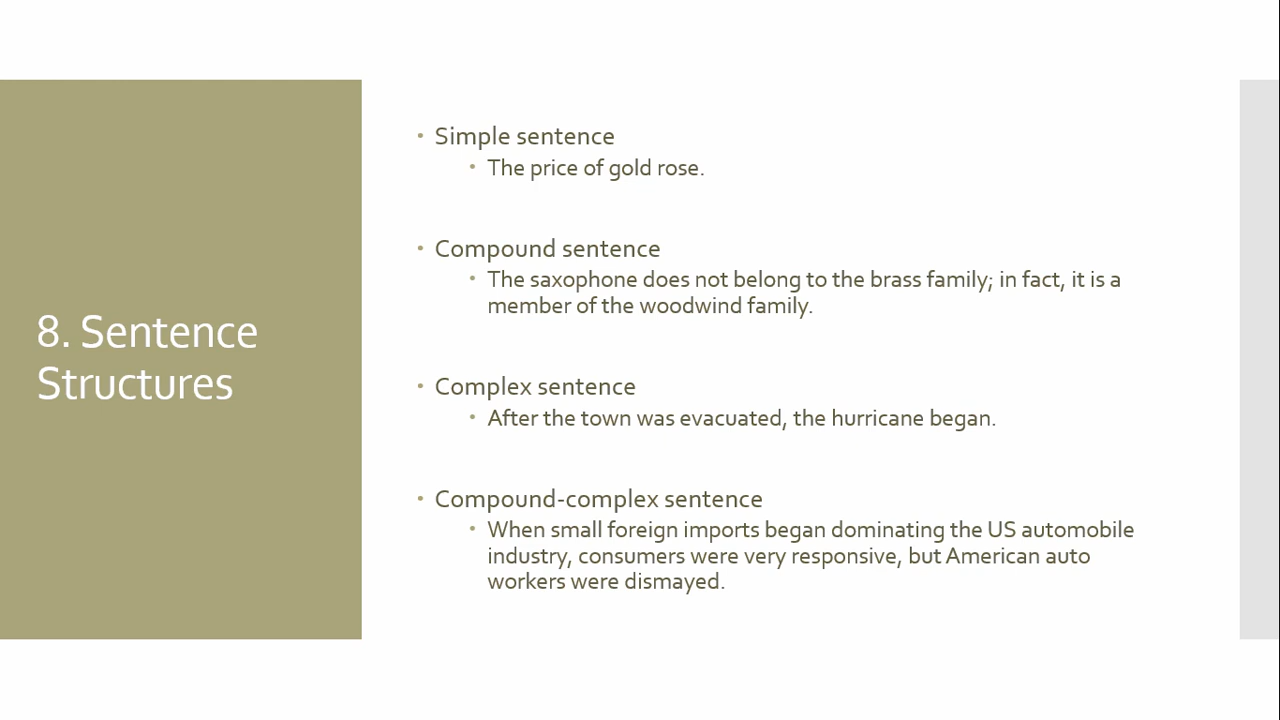 8. Sentence
Structures
• Simple sentence
• The price of gold rose.
• Compound sentence
• The saxophone does not belong to the brass family; in fact, it is a
member of the woodwind family.
• Complex sentence
• After the town was evacuated, the hurricane began.
• Compound-complex sentence
• When small foreign imports began dominating the US automobile
industry, consumers were very responsive, but American auto
workers were dismayed.